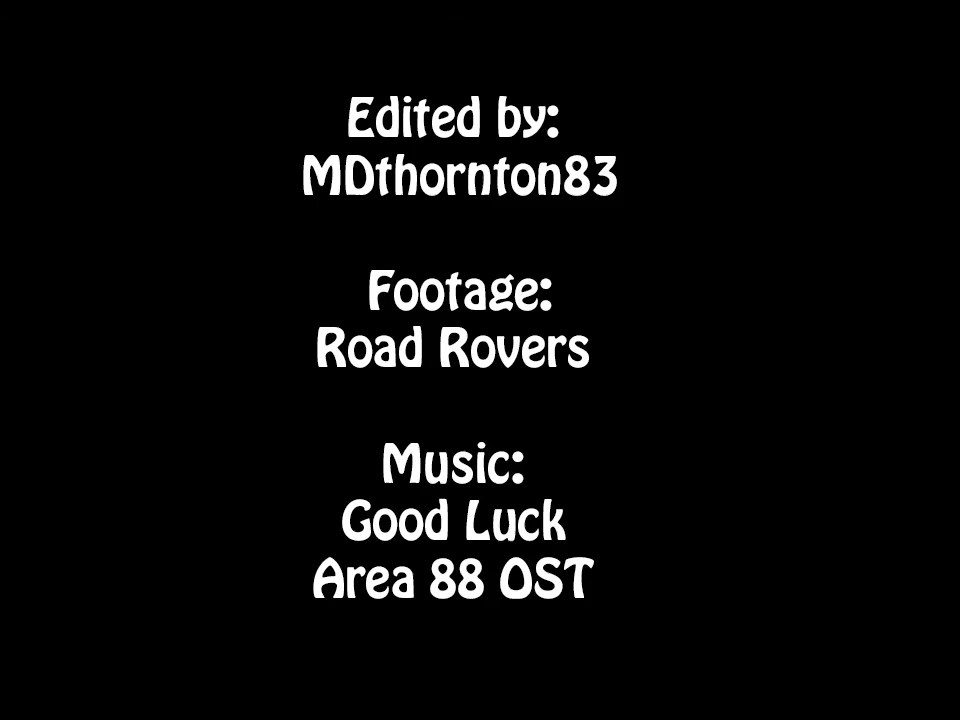 Edited by:
MDthornton83
Footage:
Road Rovers
Music:
Good Luck
Area 88 OST